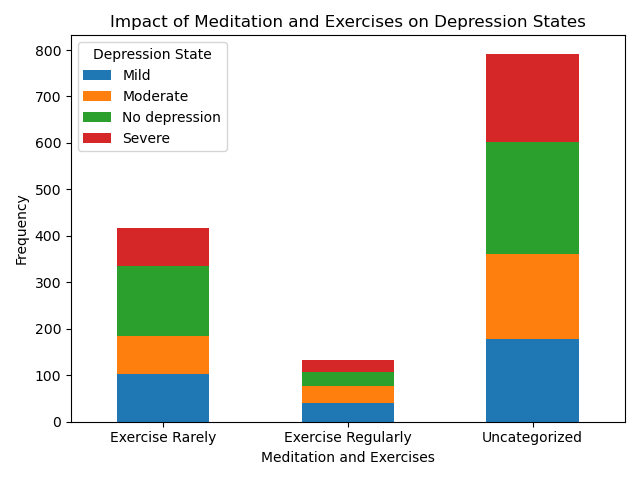 Impact of Meditation and Exercises on Depression States
Depression State
Mild
Moderate
No depression
Severe
800
700
600
500
400
300
200
100
0
Frequency
Exercise Rarely
Exercise Regularly
Uncategorized
Meditation and Exercises